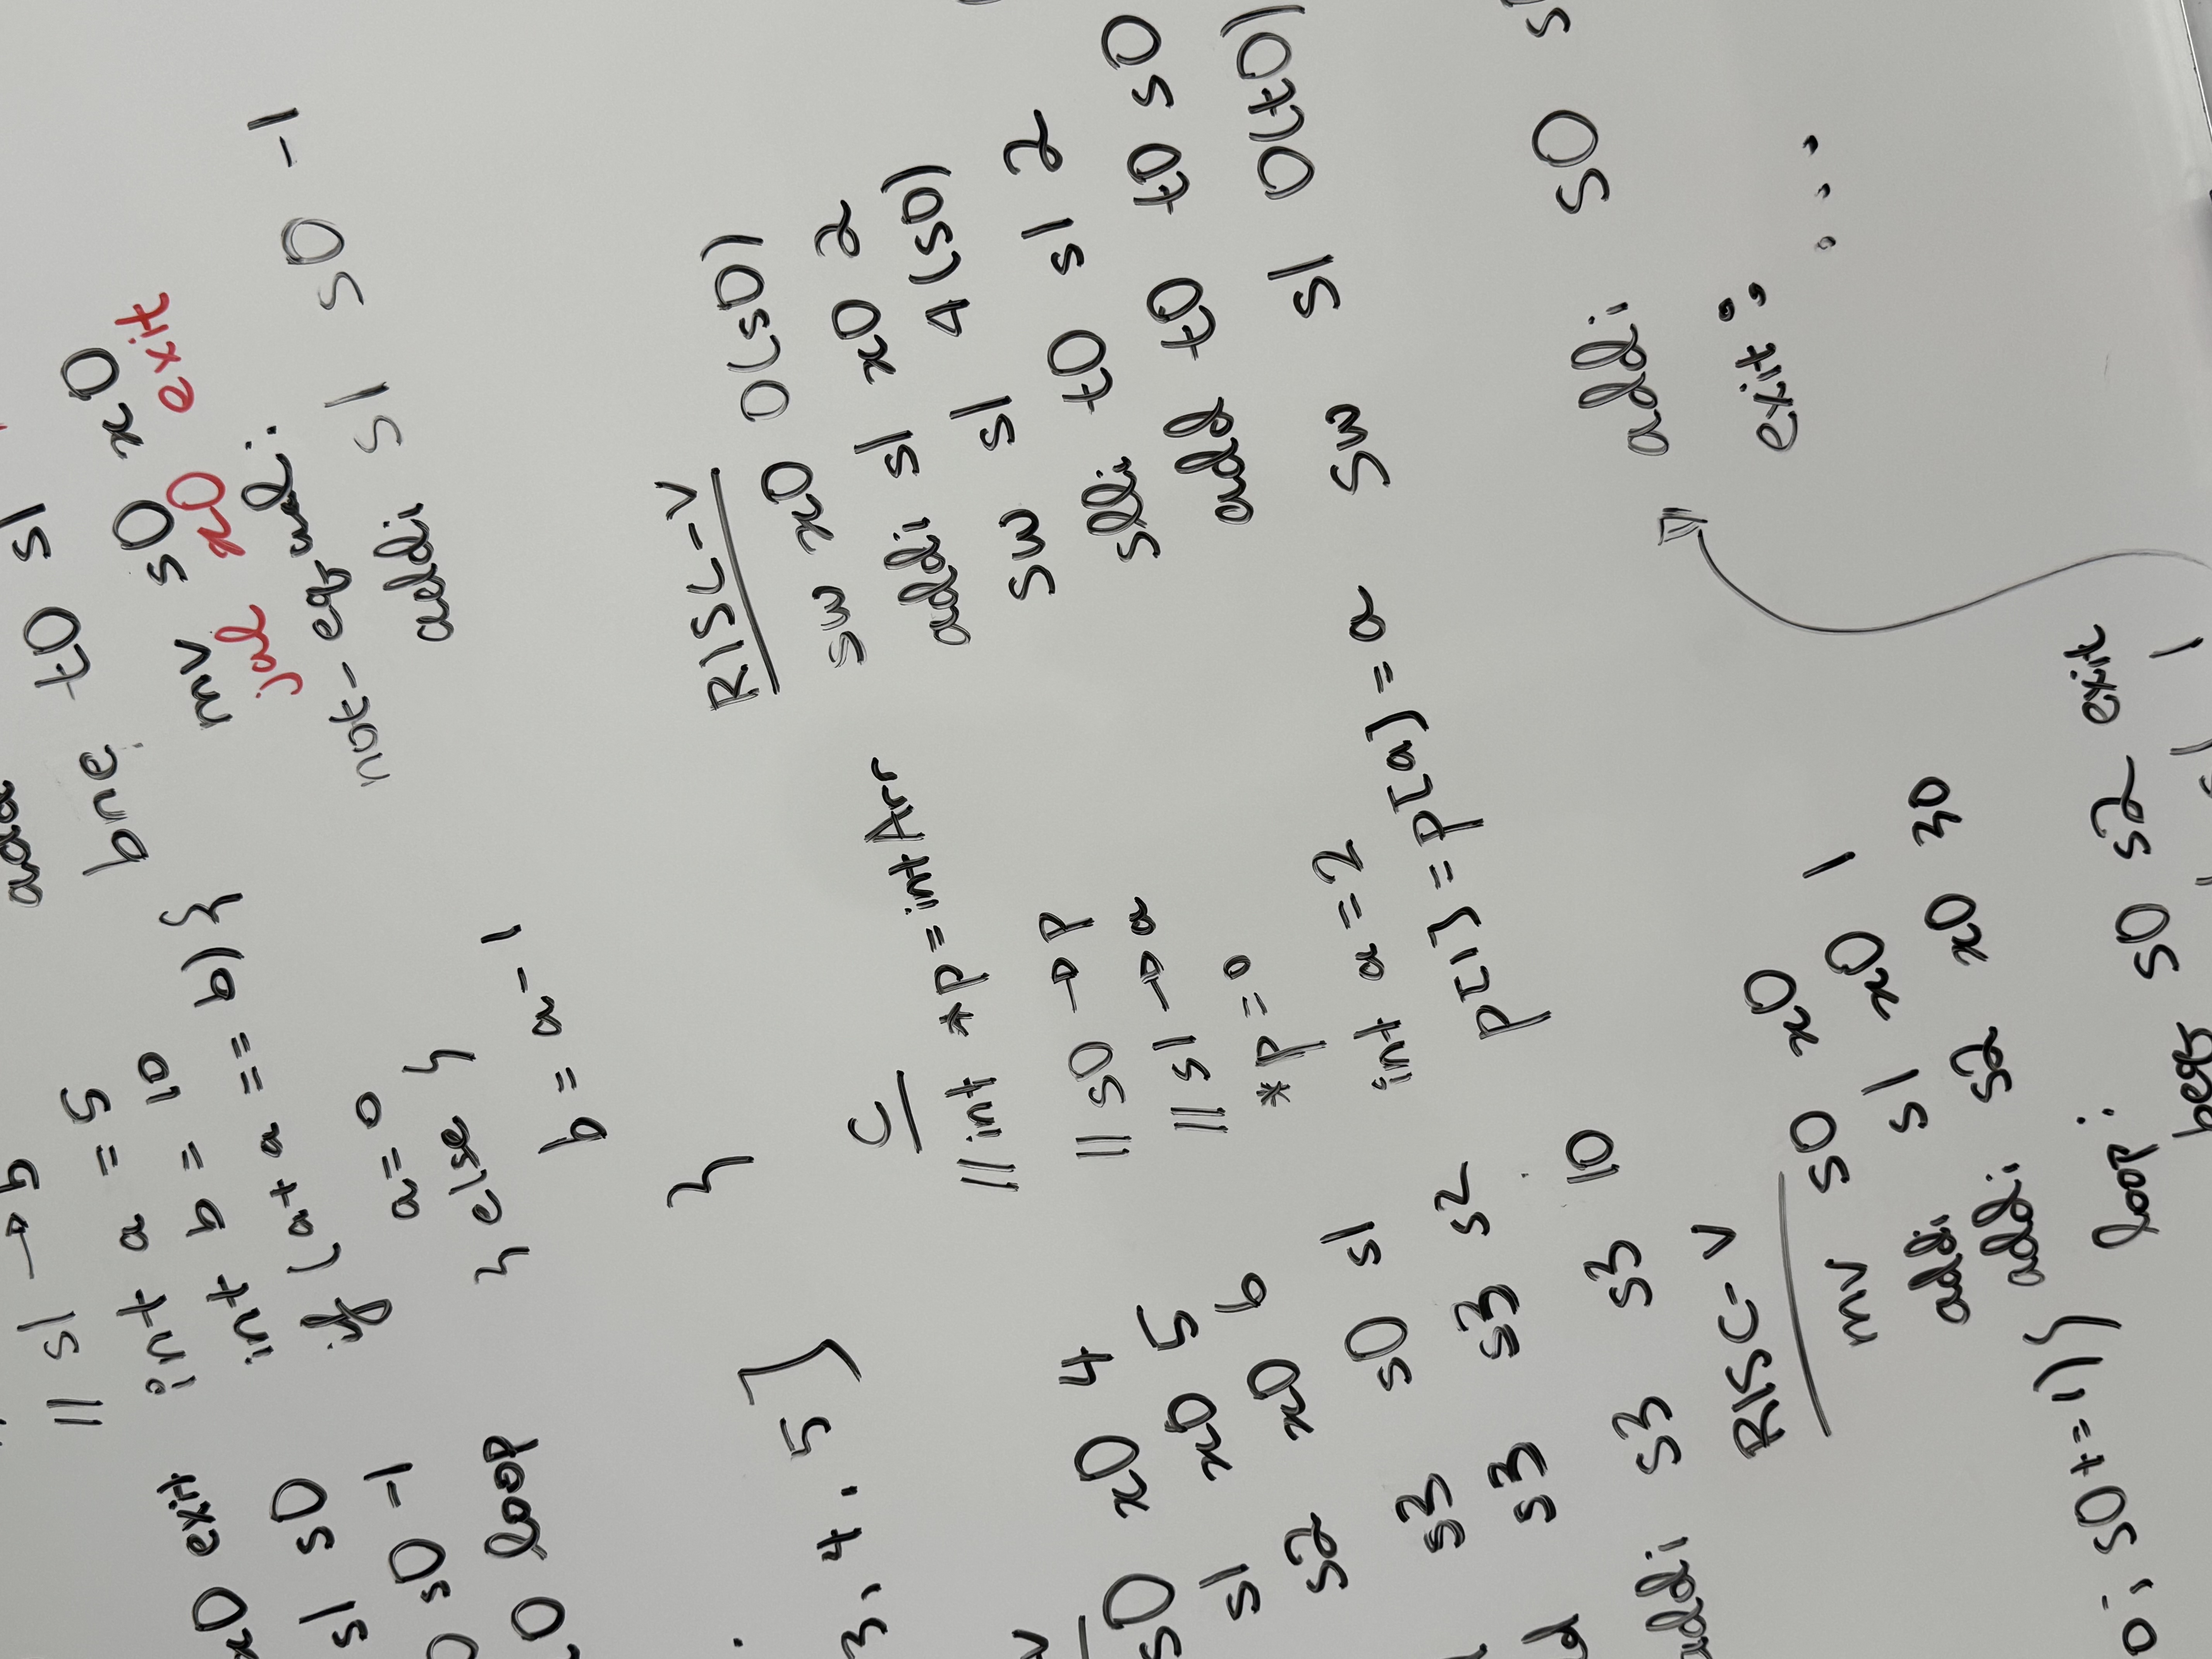 // s1 → b
int a = 5
int b = 10
if (a+a == b) {
a = 0
} else {
b = a - 1
}
add
bne t0 s1
mv s0 x0
jal x0 exit
not_equal:
addi s1 s0 -1
x0 exit
s1 s0
s0 -1
0 loop
3, 4, 5]
C
//int *p = intArr
// s0 → p
// s1 → a
*p = 0
int a = 2
p[1] = p[a] = a
RISC-V
sw x0 0(s0)
addi s1 x0 2
sw s1 4(s0)
slli t0 s1 2
add t0 t0 s0
sw s1 0(t0)
V
s0 x0 4
s1 x0 5
s2 x0 6
s3 s0 s1
d s3 s3 s2
addi s3 s3 10
RISC-V
mv s0 x0
addi s1 x0 1
addi s2 x0 30
loop:
beq s0 s2 exit
s1 1
0; s0+=1){
addi s0
exit:
...